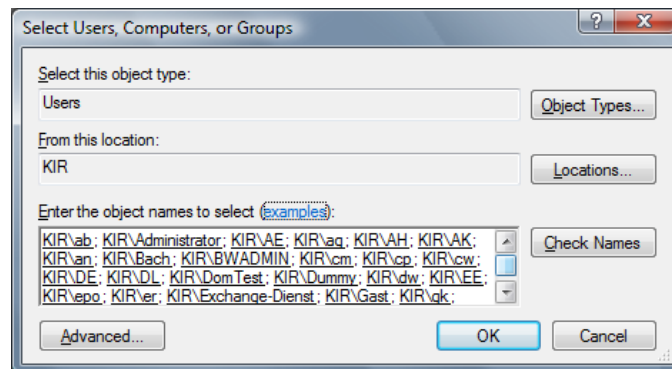 Select Users, Computers, or Groups
Select this object type:
Users
Object Types...
From this location:
KIR
Locations...
Enter the object names to select (examples):
KIR\ab; KIR\Administrator; KIR\AE; KIR\aq; KIR\AH; KIR\AK;
KIR\an; KIR\Bach; KIR\BWADMIN; KIR\cm; KIR\cp; KIR\cw;
KIR\DE; KIR\DL; KIR\DomTest; KIR\Dummy; KIR\dw; KIR\EE;
KIR\epo; KIR\er; KIR\Exchange-Dienst; KIR\Gast; KIR\gk;
Check Names
Advanced...
OK
Cancel